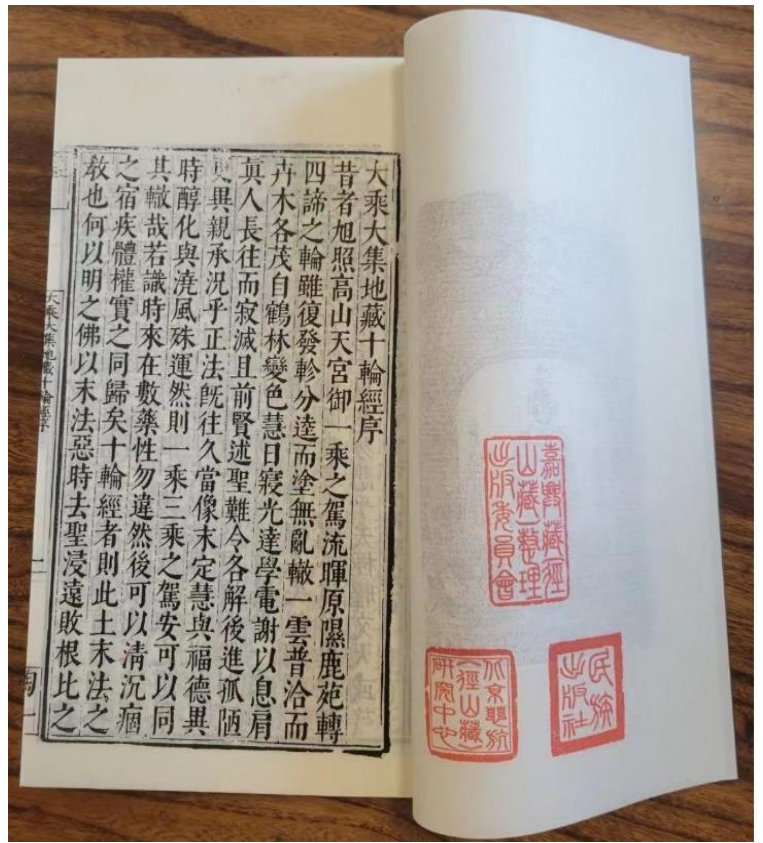 嘉興藏徑
山藏整理
出版委員會
民族
出版社
徑山藏
研究中心
大乘大集地藏十輪經序
昔者旭照高山天宮御一乘之駕流暉原隰鹿苑轉
四諦之輪雖復發軫分逵而塗無亂轍一雲普洽而
卉木各茂自鶴林變色慧日寢光達學電謝以息肩
眞人長往而寂滅且前賢述聖難令各解後進孤陋
異親承況乎正法旣往久當像末定慧與福德異
時醇化與澆風殊運然則一乘三乘之駕安可以同
其轍哉若識時來在數藥性勿違然後可以清沉痼
之宿疾體權實之同歸矣十輪經者則此土末法之
敎也何以明之佛以末法惡時去聖浸遠敗根比之
大乘大集地藏十輪經序